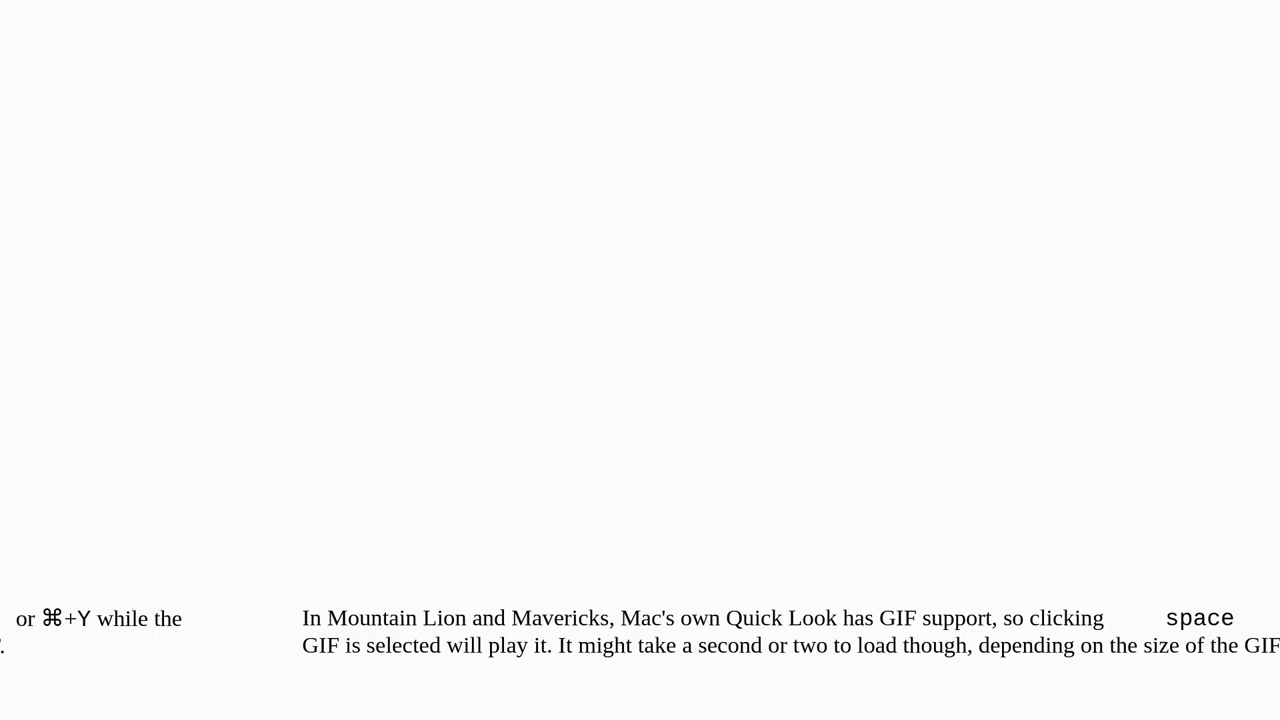 or ⌘+Y while the
.
In Mountain Lion and Mavericks, Mac's own Quick Look has GIF support, so clicking space
GIF is selected will play it. It might take a second or two to load though, depending on the size of the GIF